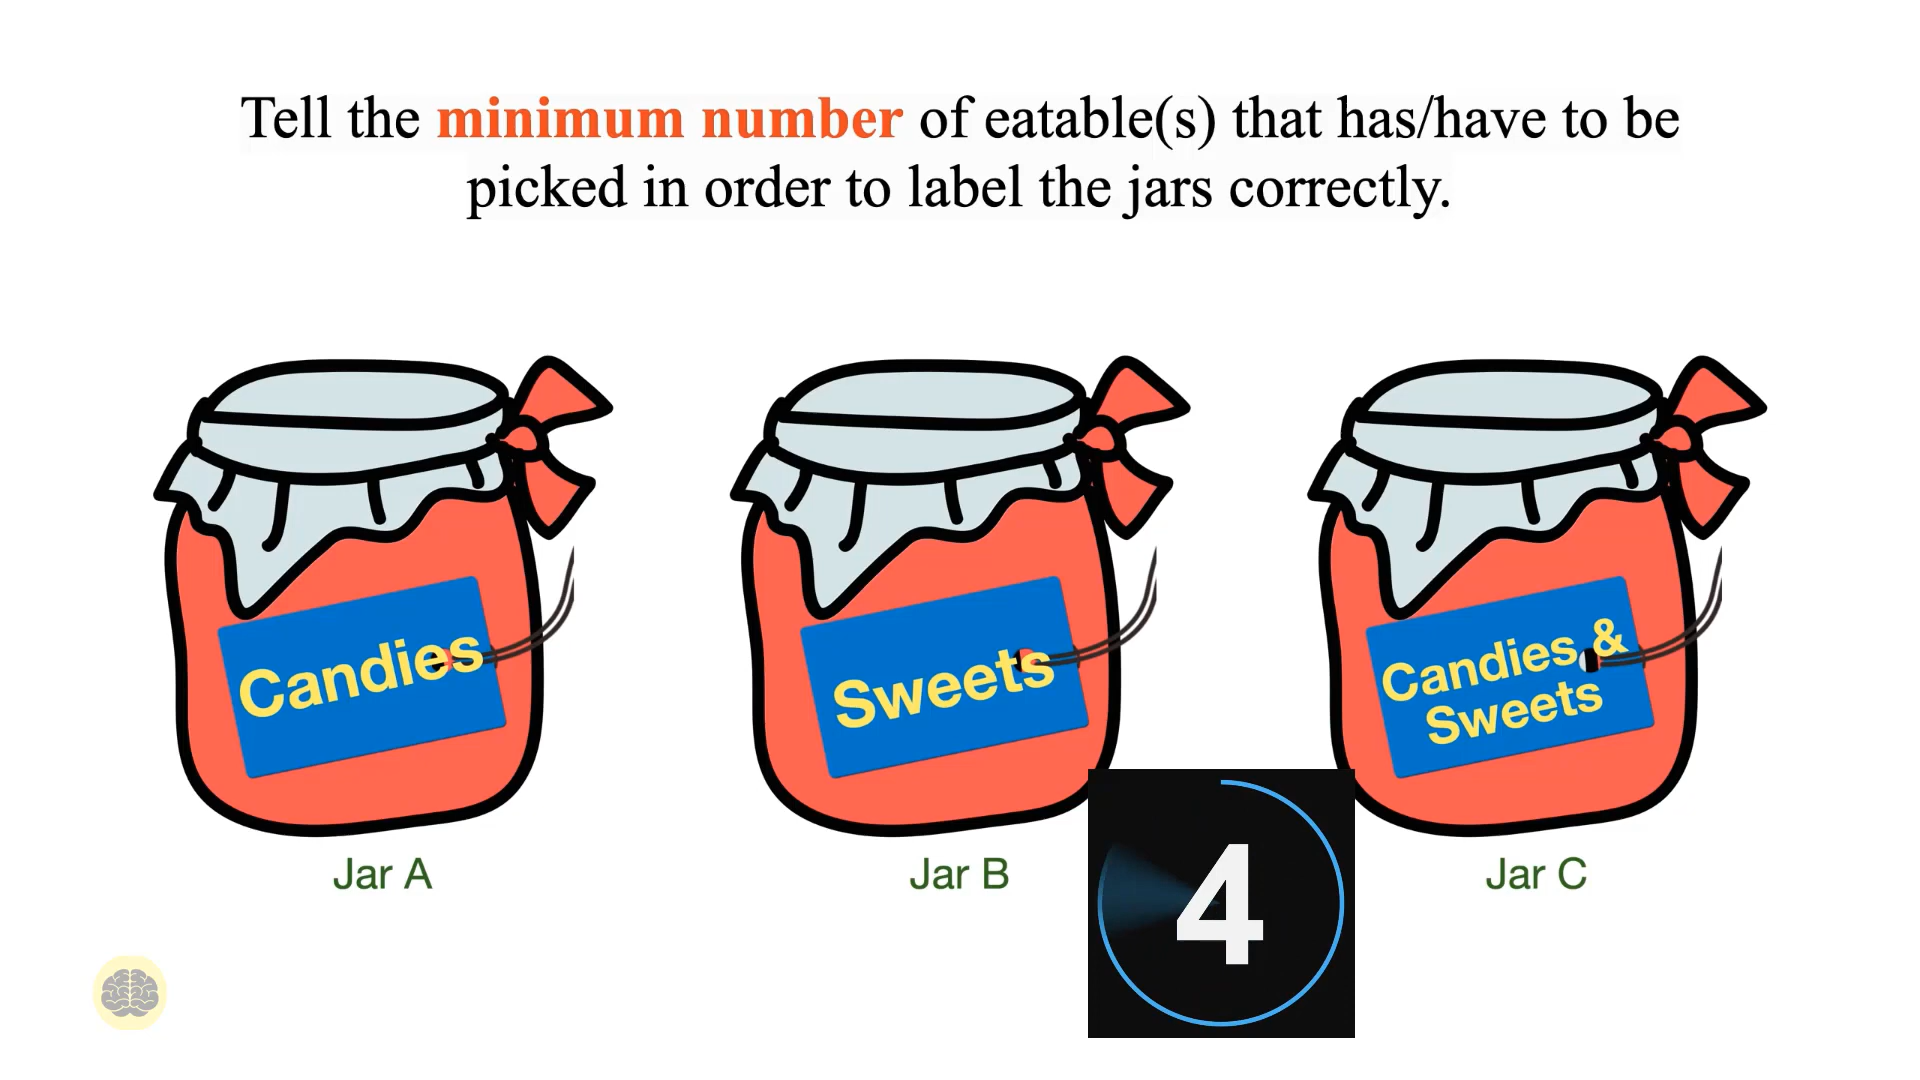 Tell the minimum number of eatable(s) that has/have to be
picked in order to label the jars correctly.
Candies
Sweets
Candies &
Sweets
Jar A
Jar B
Jar C
4